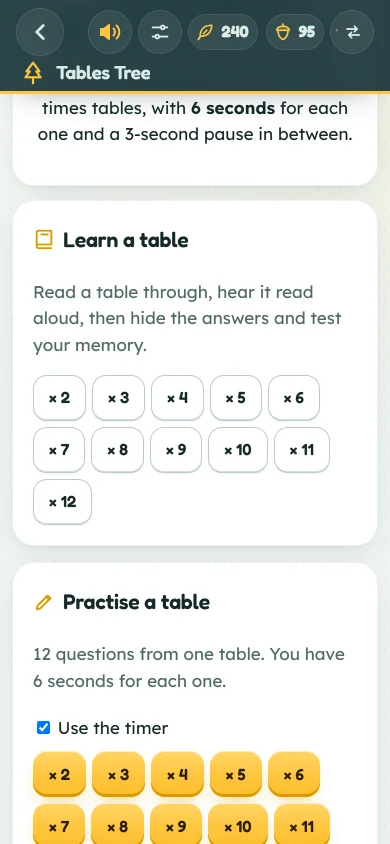 240
95
Tables Tree
times tables, with 6 seconds for each
one and a 3-second pause in between.
Learn a table
Read a table through, hear it read
aloud, then hide the answers and test
your memory.
× 2 × 3 × 4 × 5 × 6
× 7 × 8 × 9 × 10 × 11
× 12
Practise a table
12 questions from one table. You have
6 seconds for each one.
Use the timer
× 2 × 3 × 4 × 5 × 6
× 7 × 8 × 9 × 10 × 11